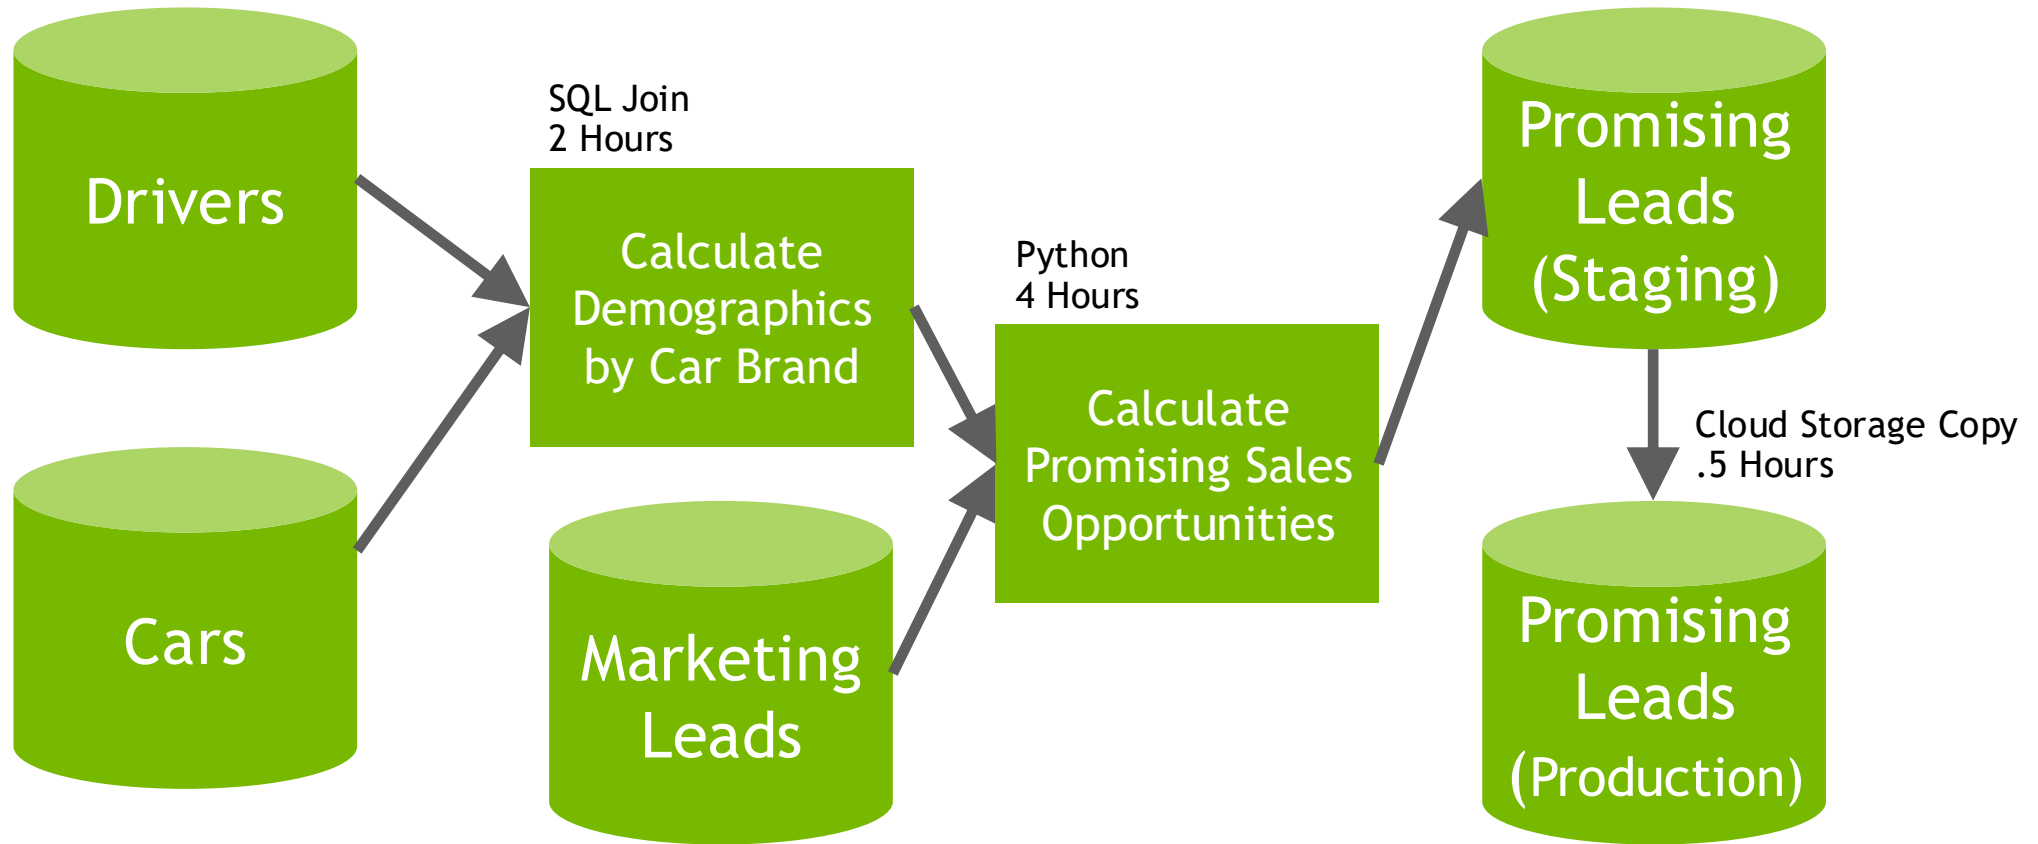 Drivers
Cars
SQL Join
2 Hours
Calculate
Demographics
by Car Brand
Marketing
Leads
Python
4 Hours
Calculate
Promising Sales
Opportunities
Promising
Leads
(Staging)
Cloud Storage Copy
.5 Hours
Promising
Leads
(Production)